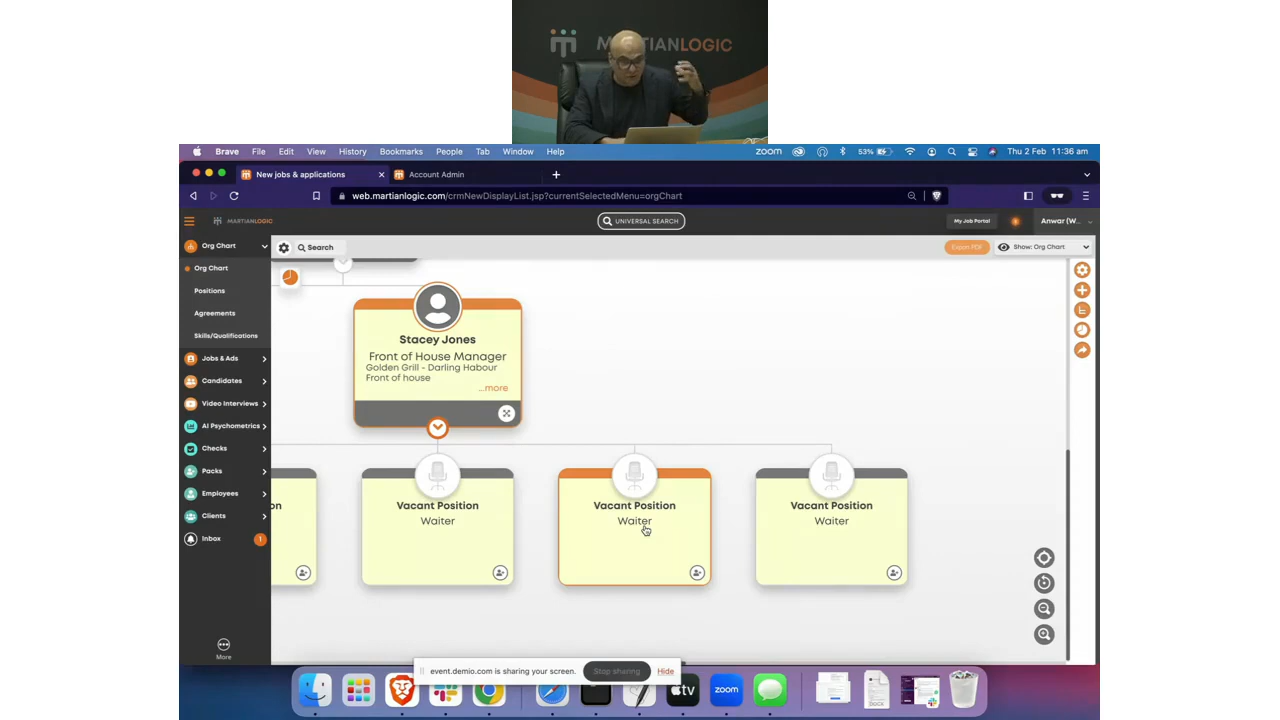 MARTIANLOGIC
Brave File Edit View History Bookmarks People Tab Window Help
zoom 53% Thu 2 Feb 11:36 am
New jobs & applications
Account Admin
web.martianlogic.com/crmNewDisplayList.jsp?currentSelectedMenu=orgChart
MARTIANLOGIC
UNIVERSAL SEARCH
My Job Portal
Anwar (W...
Org Chart
Search
Export PDF
Show: Org Chart
Org Chart
Positions
Agreements
Skills/Qualifications
Jobs & Ads
Candidates
Video Interviews
AI Psychometrics
Checks
Packs
Employees
Clients
Inbox 1
More
Stacey Jones
Front of House Manager
Golden Grill - Darling Habour
Front of house
...more
on
Vacant Position
Waiter
Vacant Position
Waiter
Vacant Position
Waiter
event.demio.com is sharing your screen. Stop sharing Hide
tv
zoom
DOCX